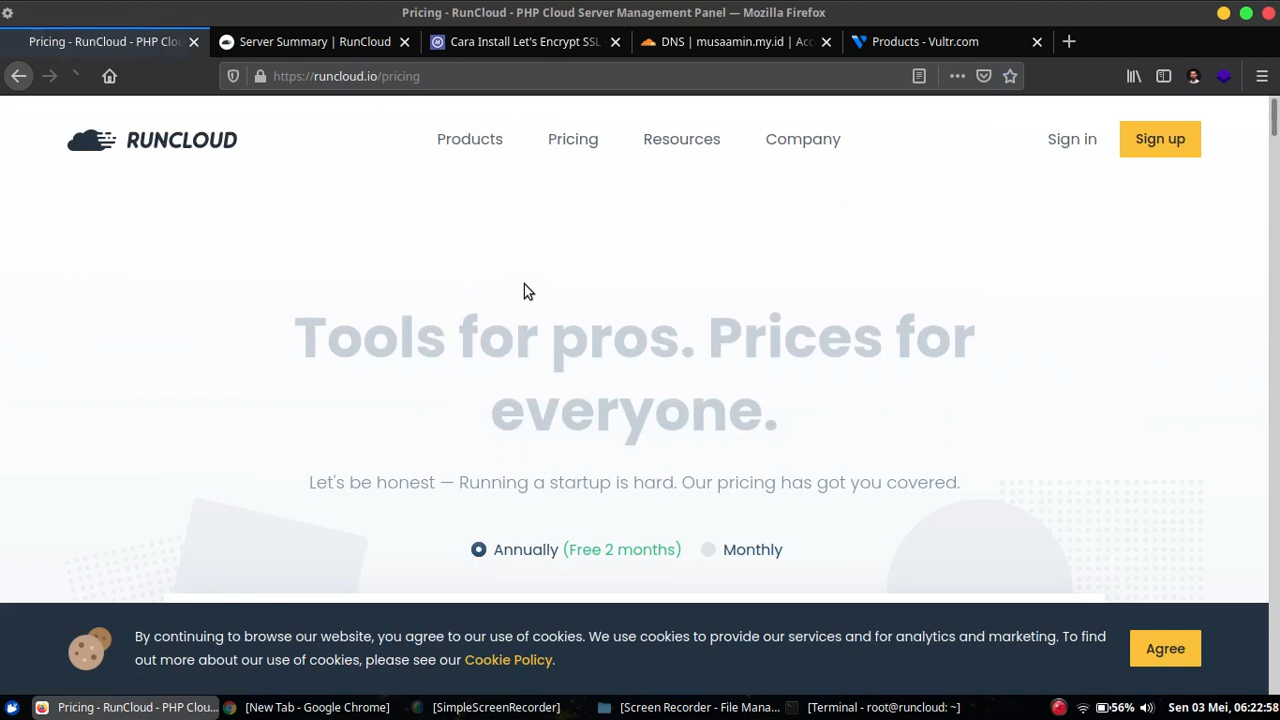 Pricing - RunCloud - PHP Cloud Server Management Panel — Mozilla Firefox
Pricing - RunCloud - PHP Clou
Server Summary | RunCloud
Cara Install Let's Encrypt SSL
DNS | musaamin.my.id | Acc
Products - Vultr.com
https://runcloud.io/pricing
RUNCLOUD
Products
Pricing
Resources
Company
Sign in
Sign up
Tools for pros. Prices for
everyone.
Let's be honest — Running a startup is hard. Our pricing has got you covered.
Annually (Free 2 months)
Monthly
By continuing to browse our website, you agree to our use of cookies. We use cookies to provide our services and for analytics and marketing. To find
out more about our use of cookies, please see our Cookie Policy.
Agree
Pricing - RunCloud - PHP Clou...
[New Tab - Google Chrome]
[SimpleScreenRecorder]
[Screen Recorder - File Mana...
[Terminal - root@runcloud: ~]
56%
Sen 03 Mei, 06:22:58